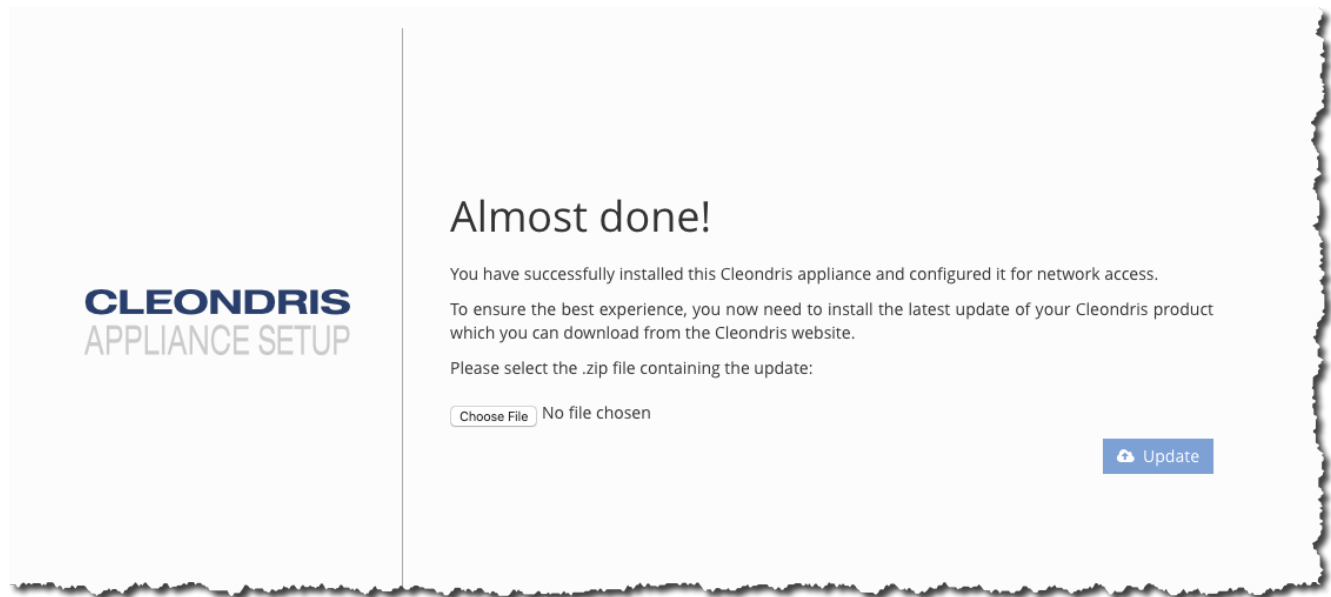 CLEONDRIS
APPLIANCE SETUP
Almost done!
You have successfully installed this Cleondris appliance and configured it for network access.
To ensure the best experience, you now need to install the latest update of your Cleondris product
which you can download from the Cleondris website.
Please select the .zip file containing the update:
Choose File No file chosen
Update